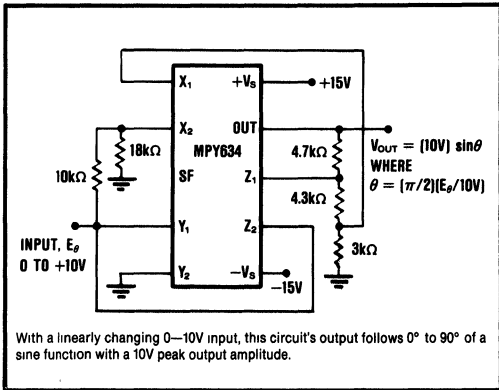 X1
+VS
+15V
X2
OUT
18kΩ
MPY634
4.7kΩ
VOUT = (10V) sinθ
WHERE
θ = (π/2)(Eθ/10V)
10kΩ
SF
Z1
4.3kΩ
INPUT, Eθ
0 TO +10V
Y1
Z2
3kΩ
Y2
−VS
−15V
With a linearly changing 0—10V input, this circuit's output follows 0° to 90° of a
sine function with a 10V peak output amplitude.